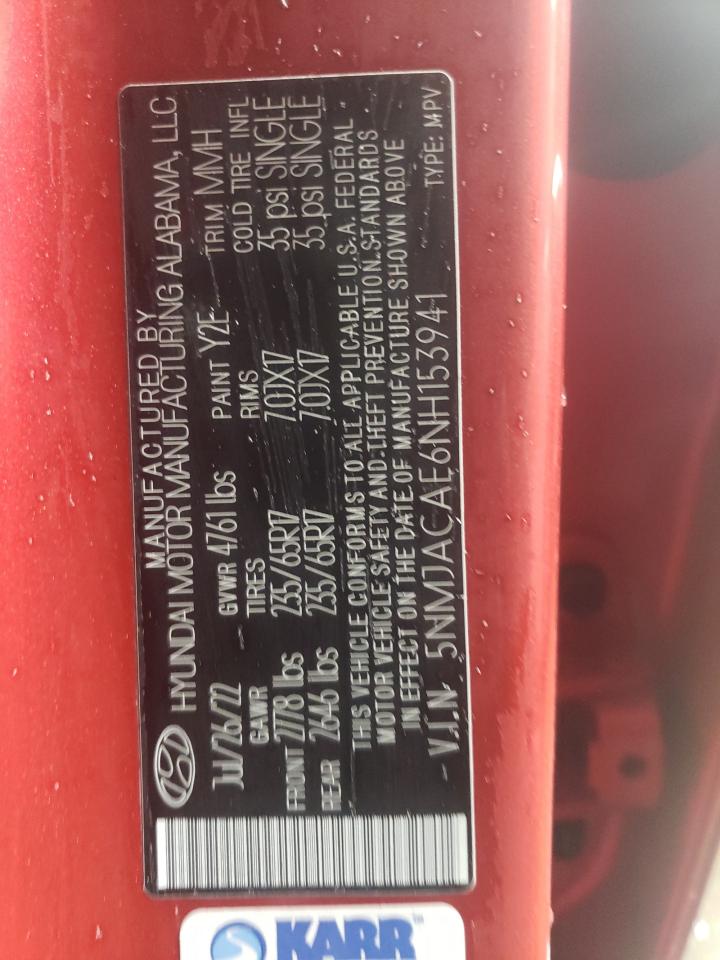 MANUFACTURED BY
HYUNDAI MOTOR MANUFACTURING ALABAMA, LLC
JUL/26/22 GVWR 4761 lbs PAINT Y2E TRIM MMH
GAWR TIRES RIMS COLD TIRE INFL
FRONT 2778 lbs 235/65R17 7.0JX17 35 psi SINGLE
REAR 2646 lbs 235/65R17 7.0JX17 35 psi SINGLE
THIS VEHICLE CONFORMS TO ALL APPLICABLE U.S.A. FEDERAL
MOTOR VEHICLE SAFETY AND THEFT PREVENTION STANDARDS
IN EFFECT ON THE DATE OF MANUFACTURE SHOWN ABOVE
V.I.N 5NMJACAE6NH153941 TYPE: MPV
KARR™